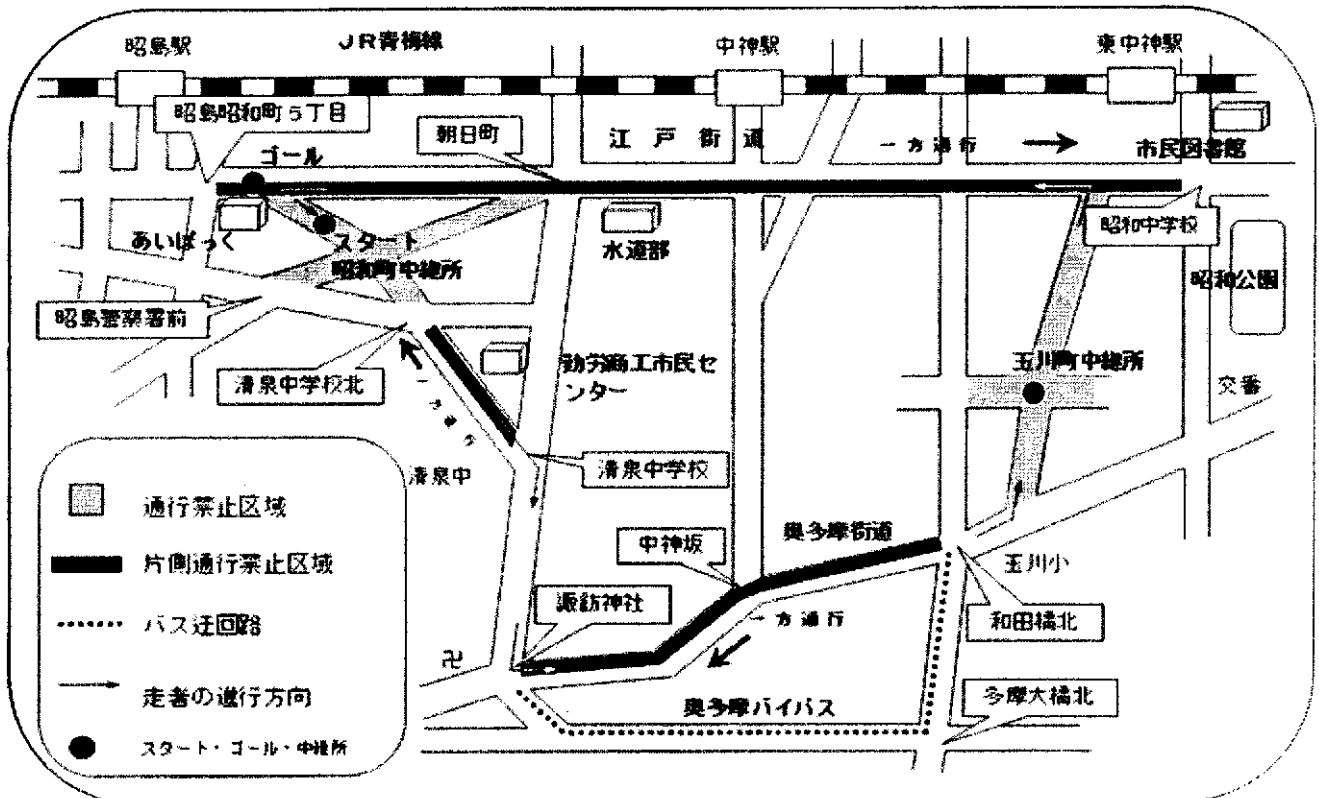 昭島駅
JR青梅線
中神駅
東中神駅
昭島昭和町5丁目
朝日町
江戸街道
一方通行
市民図書館
ゴール
昭和中学校
あいぽっく
スタート
水道部
昭和町中継所
昭和公園
昭島警察署前
勤労商工市民セ
ンター
玉川町中継所
清泉中学校北
交番
一方通行
清泉中
清泉中学校
通行禁止区域
中神坂
奥多摩街道
片側通行禁止区域
玉川小
諏訪神社
一方通行
和田橋北
バス迂回路
卍
走者の進行方向
奥多摩バイパス
多摩大橋北
スタート・ゴール・中継所